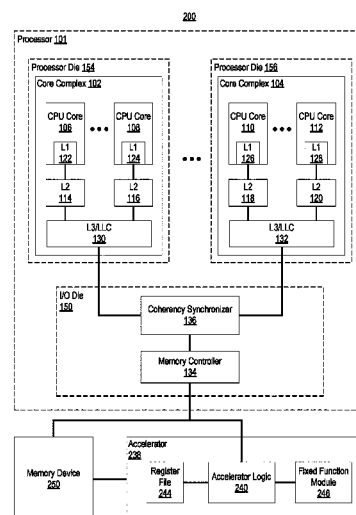 200
Processor 101
Processor Die 154
Core Complex 102
CPU Core 106
L1 122
L2 114
CPU Core 108
L1 124
L2 116
L3/LLC 130
Processor Die 156
Core Complex 104
CPU Core 110
L1 126
L2 118
CPU Core 112
L1 128
L2 120
L3/LLC 132
I/O Die 150
Coherency Synchronizer 136
Memory Controller 134
Memory Device 250
Accelerator 238
Register File 244
Accelerator Logic 240
Fixed Function Module 246